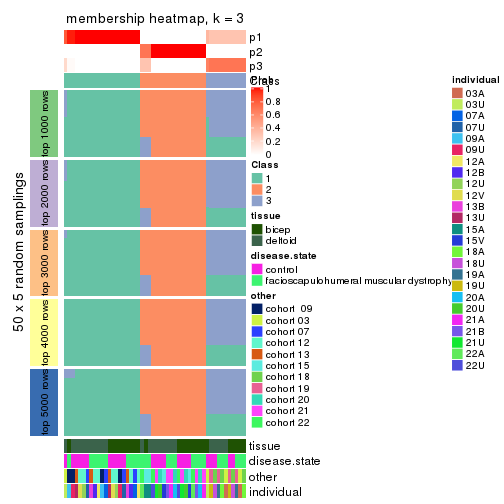 membership heatmap, k = 3
p1
p2
p3
Class
1
0.8
0.6
0.4
0.2
0
Class
1
2
3
tissue
bicep
deltoid
disease.state
control
facioscapulohumeral muscular dystrophy
other
cohort 09
cohort 03
cohort 07
cohort 12
cohort 13
cohort 15
cohort 18
cohort 19
cohort 20
cohort 21
cohort 22
individual
03A
03U
07A
07U
09A
09U
12A
12B
12U
12V
13B
13U
15A
15V
18A
18U
19A
19U
20A
20U
21A
21B
21U
22A
22U
50 x 5 random samplings
top 1000 rows
top 2000 rows
top 3000 rows
top 4000 rows
top 5000 rows
tissue
disease.state
other
individual